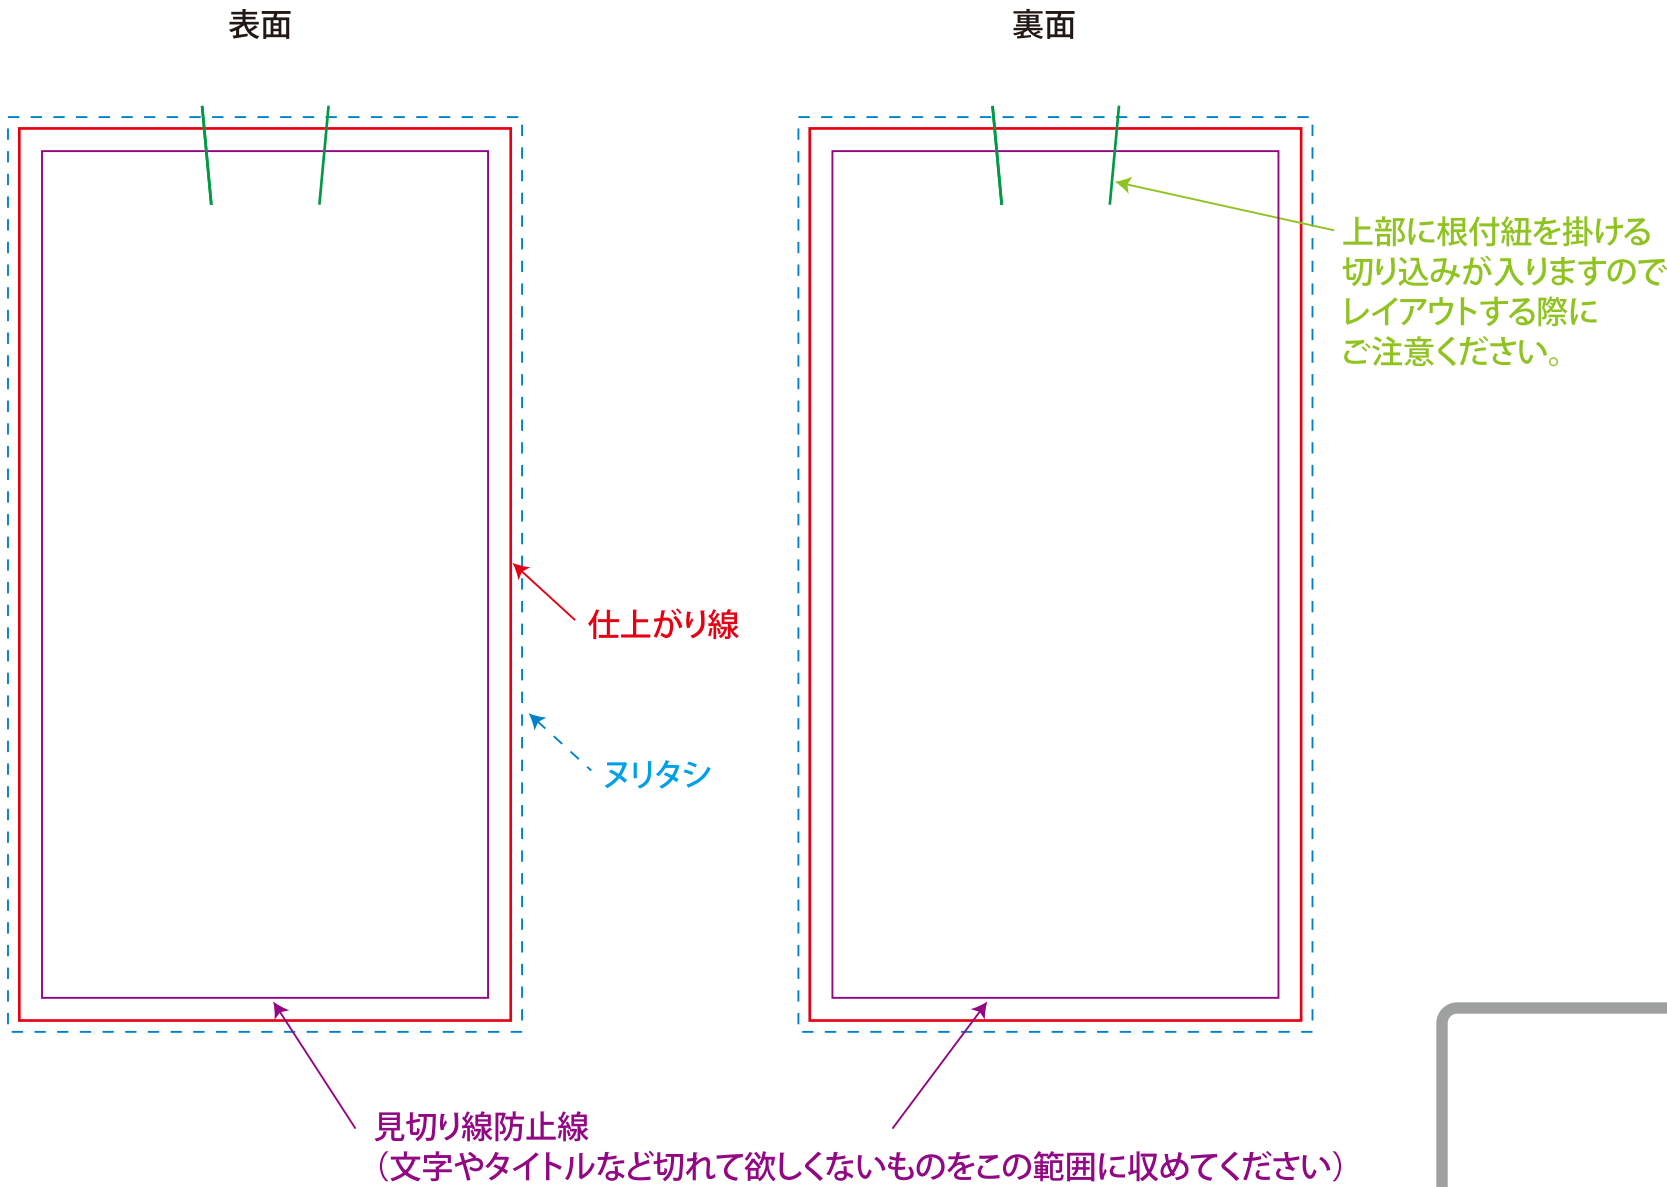 表面
裏面
上部に根付紐を掛ける
切り込みが入りますので
レイアウトする際に
ご注意ください。
仕上がり線
ヌリタシ
見切り線防止線
（文字やタイトルなど切れて欲しくないものをこの範囲に収めてください）